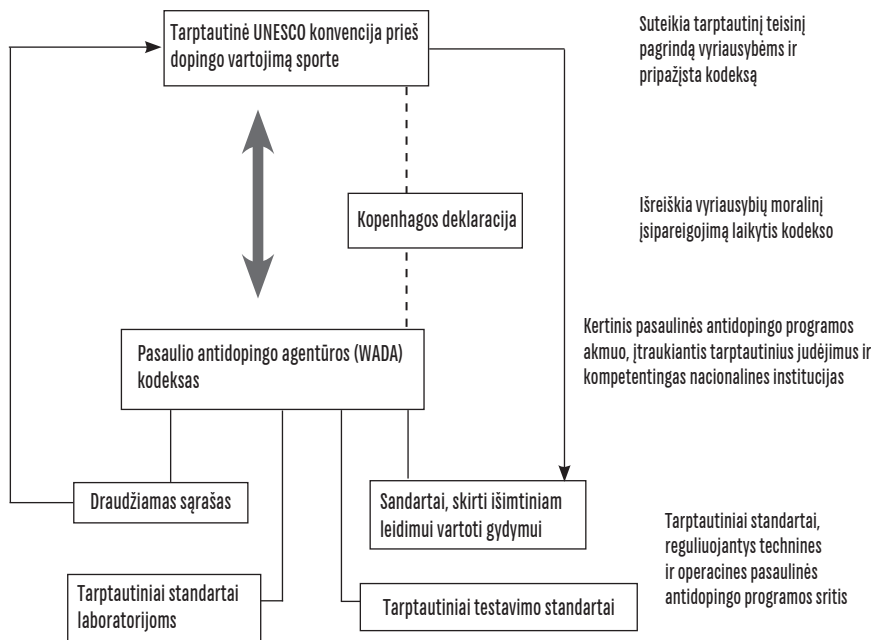 Tarptautinė UNESCO konvencija prieš
dopingo vartojimą sporte
Suteikia tarptautinį teisinį
pagrindą vyriausybėms ir
pripažįsta kodeksą
Kopenhagos deklaracija
Išreiškia vyriausybių moralinį
įsipareigojimą laikytis kodekso
Pasaulio antidopingo agentūros (WADA)
kodeksas
Kertinis pasaulinės antidopingo programos
akmuo, įtraukiantis tarptautinius judėjimus ir
kompetentingas nacionalines institucijas
Draudžiamas sąrašas
Sandartai, skirti išimtiniam
leidimui vartoti gydymui
Tarptautiniai standartai
laboratorijoms
Tarptautiniai testavimo standartai
Tarptautiniai standartai,
reguliuojantys technines
ir operacines pasaulinės
antidopingo programos sritis